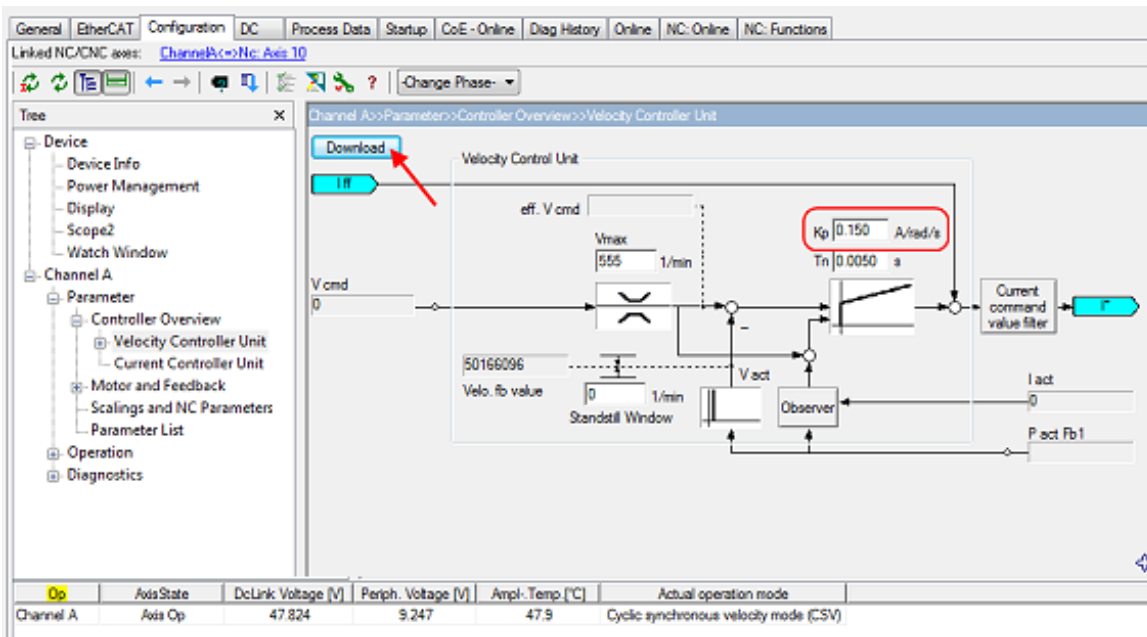 General EtherCAT Configuration DC Process Data Startup CoE - Online Diag History Online NC: Online NC: Functions
Linked NC/CNC axes: ChannelA<=>Nc: Axis 10
? -Change Phase-
Tree x
Channel A>>Parameter>>Controller Overview>>Velocity Controller Unit
Device
Device Info
Power Management
Display
Scope2
Watch Window
Channel A
Parameter
Controller Overview
Velocity Controller Unit
Current Controller Unit
Motor and Feedback
Scalings and NC Parameters
Parameter List
Operation
Diagnostics
Download
Velocity Control Unit
I ff
eff. V cmd
Kp 0.150 A/rad/s
Vmax
555 1/min
Tn 0.0050 s
V cmd
0
Current
command
value filter
50166096
Velo. fb value
V act
0 1/min
Standstill Window
Observer
I act
0
P act Fb1
Op AxisState DcLink Voltage [V] Periph. Voltage [V] Ampl-.Temp.[°C] Actual operation mode
Channel A Axis Op 47.824 9.247 47.9 Cyclic synchronous velocity mode (CSV)